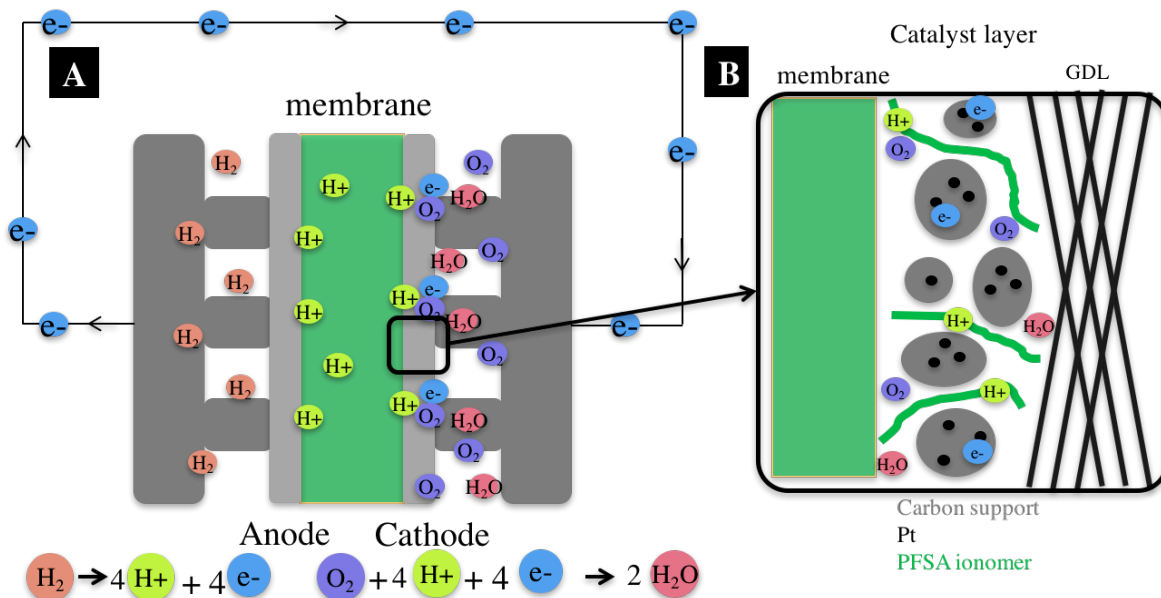 e- e- e- e-
A
B
Catalyst layer
membrane
membrane
GDL
H+
e-
O₂
H₂
O₂
e-
H+
H+
e-
H₂O
O₂
e-
e-
H₂
H+
O₂
e-
O₂
H₂O
H₂
e-
H+
O₂
H₂
H+
H₂O
H+
H₂O
e-
e-
H+
O₂
H₂
e-
H+
O₂
H+
H+
O₂
H₂O
O₂
e-
H₂
H₂O
O₂
H₂O
Carbon support
Pt
PFSA ionomer
Anode Cathode
H₂ → 4 H+ + 4 e-
O₂ + 4 H+ + 4 e- → 2 H₂O